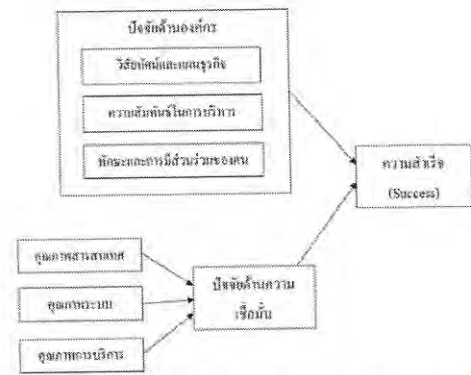 ปัจจัยด้านองค์กร
วิสัยทัศน์และแผนธุรกิจ
ความสัมพันธ์ในการบริหาร
ทักษะและการมีส่วนร่วมของคน
ความสำเร็จ
(Success)
คุณภาพสารสนเทศ
คุณภาพระบบ
คุณภาพการบริการ
ปัจจัยด้านความ
เชื่อมั่น